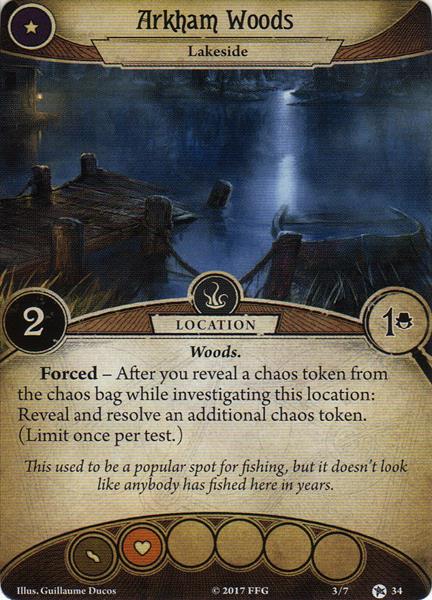 Arkham Woods
Lakeside
2
1
LOCATION
Woods.
Forced – After you reveal a chaos token from
the chaos bag while investigating this location:
Reveal and resolve an additional chaos token.
(Limit once per test.)
This used to be a popular spot for fishing, but it doesn't look
like anybody has fished here in years.
Illus. Guillaume Ducos © 2017 FFG 3/7 34